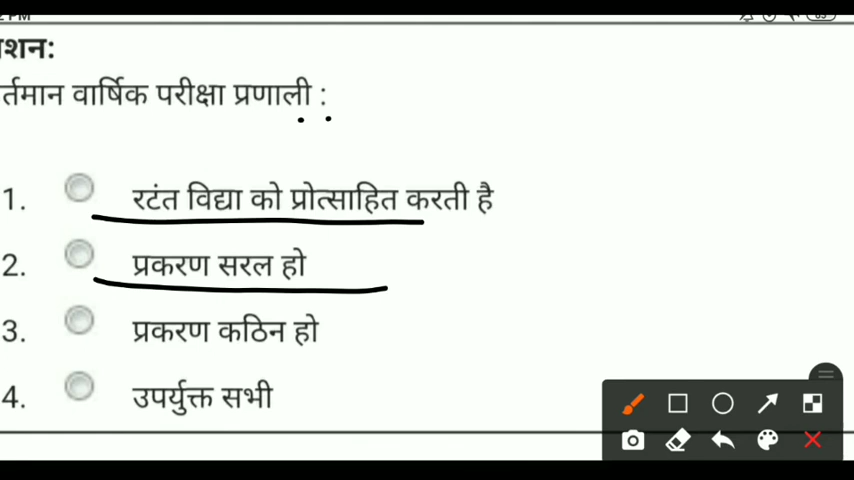 शन:
र्तमान वार्षिक परीक्षा प्रणाली :
1. रटंत विद्या को प्रोत्साहित करती है
2. प्रकरण सरल हो
3. प्रकरण कठिन हो
4. उपर्युक्त सभी